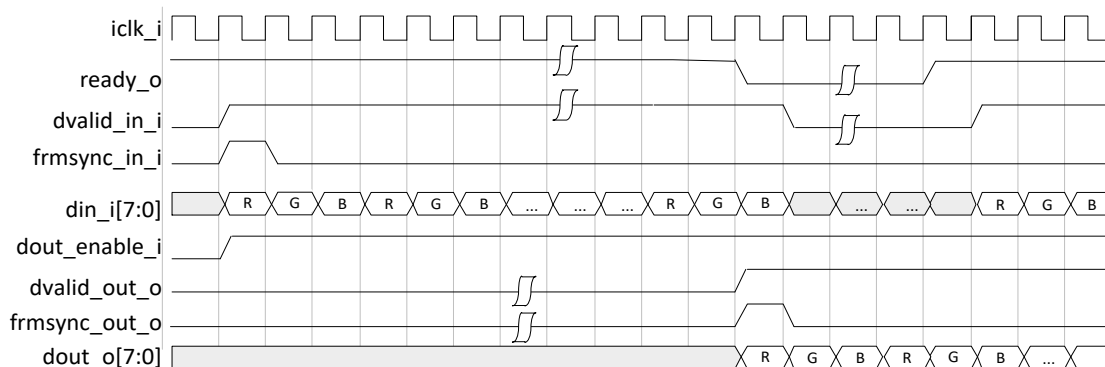 iclk_i
ready_o
dvalid_in_i
frmsync_in_i
din_i[7:0] R G B R G B ... ... ... R G B ... ... R G B
dout_enable_i
dvalid_out_o
frmsync_out_o
dout_o[7:0] R G B R G B ...